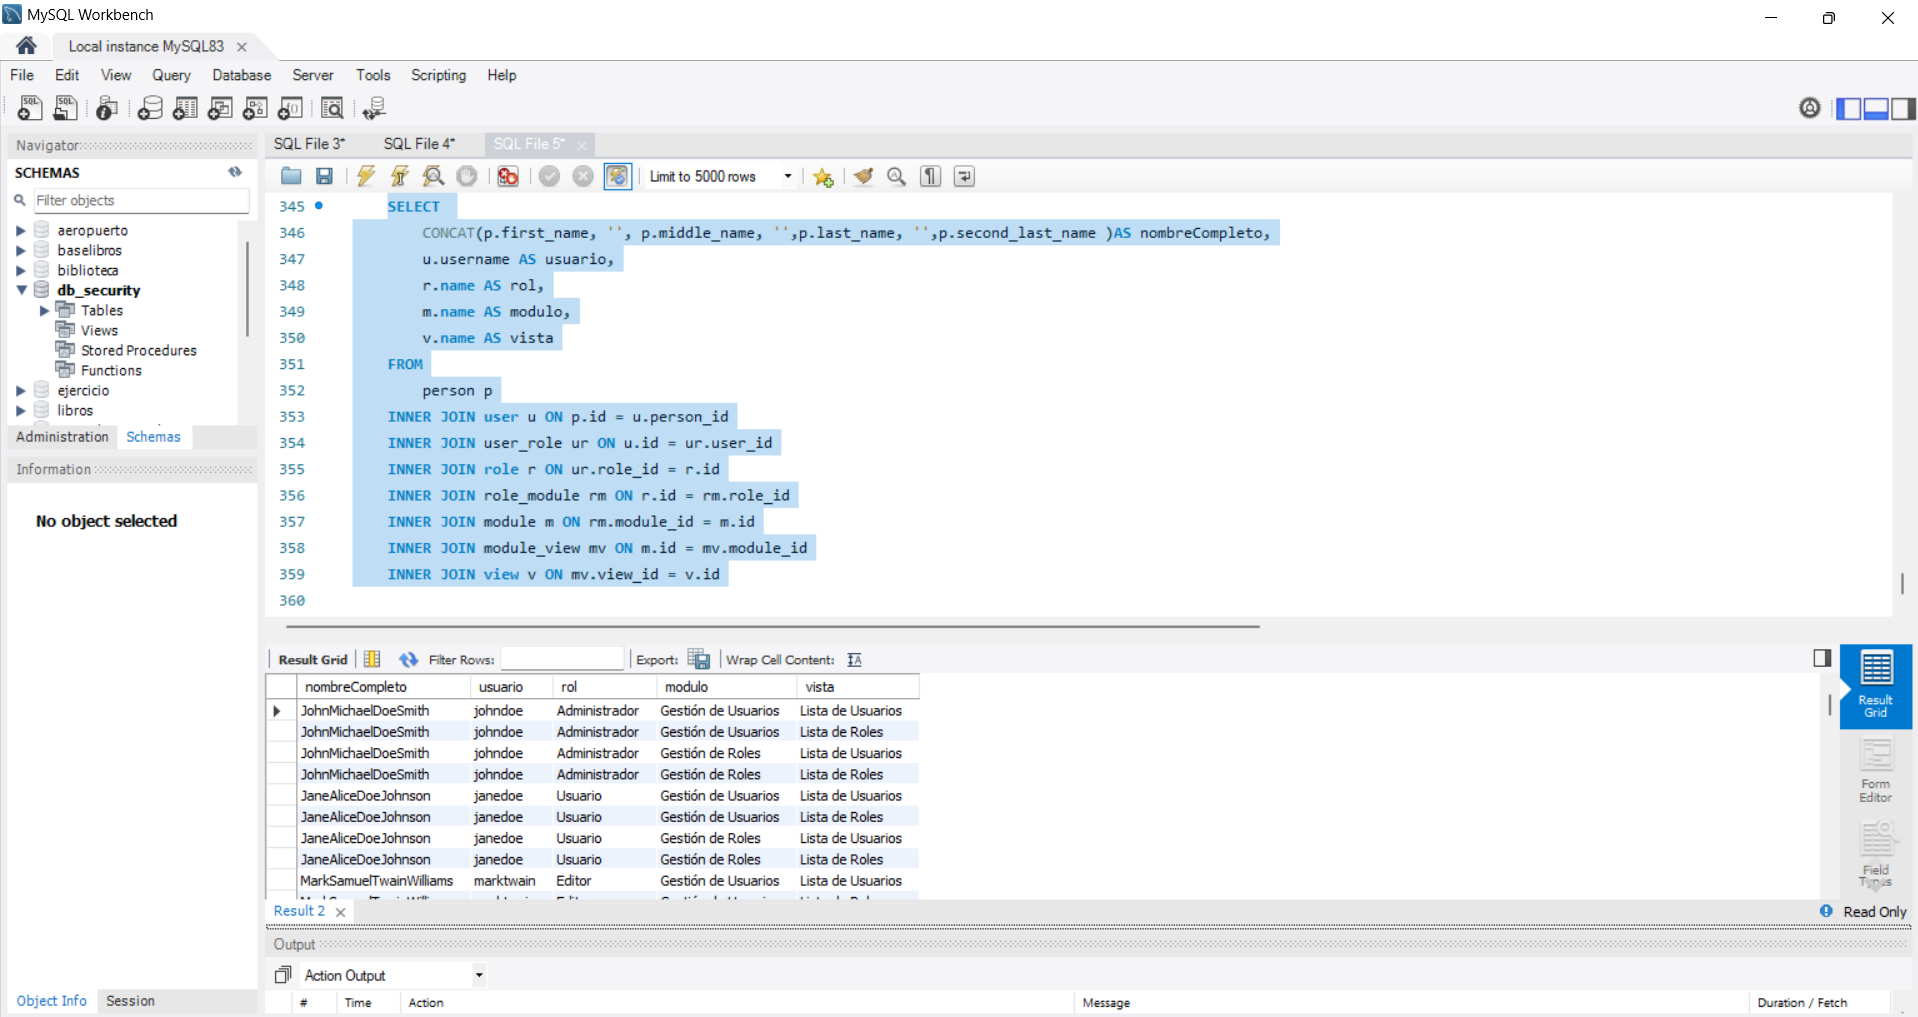 MySQL Workbench
Local instance MySQL83
File Edit View Query Database Server Tools Scripting Help
Navigator
SCHEMAS
Filter objects
aeropuerto
baselibros
biblioteca
db_security
Tables
Views
Stored Procedures
Functions
ejercicio
libros
Administration Schemas
Information
No object selected
Object Info Session
SQL File 3* SQL File 4* SQL File 5*
Limit to 5000 rows
345 SELECT
346 CONCAT(p.first_name, '', p.middle_name, '',p.last_name, '',p.second_last_name )AS nombreCompleto,
347 u.username AS usuario,
348 r.name AS rol,
349 m.name AS modulo,
350 v.name AS vista
351 FROM
352 person p
353 INNER JOIN user u ON p.id = u.person_id
354 INNER JOIN user_role ur ON u.id = ur.user_id
355 INNER JOIN role r ON ur.role_id = r.id
356 INNER JOIN role_module rm ON r.id = rm.role_id
357 INNER JOIN module m ON rm.module_id = m.id
358 INNER JOIN module_view mv ON m.id = mv.module_id
359 INNER JOIN view v ON mv.view_id = v.id
360
Result Grid Filter Rows: Export: Wrap Cell Content:
nombreCompleto usuario rol modulo vista
JohnMichaelDoeSmith johndoe Administrador Gestión de Usuarios Lista de Usuarios
JohnMichaelDoeSmith johndoe Administrador Gestión de Usuarios Lista de Roles
JohnMichaelDoeSmith johndoe Administrador Gestión de Roles Lista de Usuarios
JohnMichaelDoeSmith johndoe Administrador Gestión de Roles Lista de Roles
JaneAliceDoeJohnson janedoe Usuario Gestión de Usuarios Lista de Usuarios
JaneAliceDoeJohnson janedoe Usuario Gestión de Usuarios Lista de Roles
JaneAliceDoeJohnson janedoe Usuario Gestión de Roles Lista de Usuarios
JaneAliceDoeJohnson janedoe Usuario Gestión de Roles Lista de Roles
MarkSamuelTwainWilliams marktwain Editor Gestión de Usuarios Lista de Usuarios
Result
Grid
Form
Editor
Field
Types
Result 2
Read Only
Output
Action Output
# Time Action Message Duration / Fetch